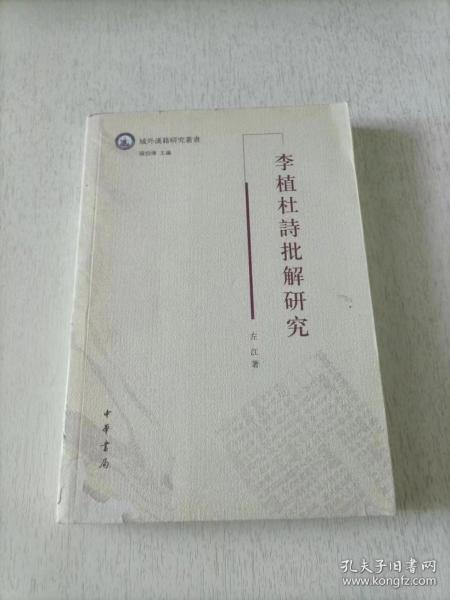 域外漢籍研究叢書
張伯偉 主編
李植杜詩批解研究
左江 著
中華書局
孔夫子旧书网
www.kongfz.com